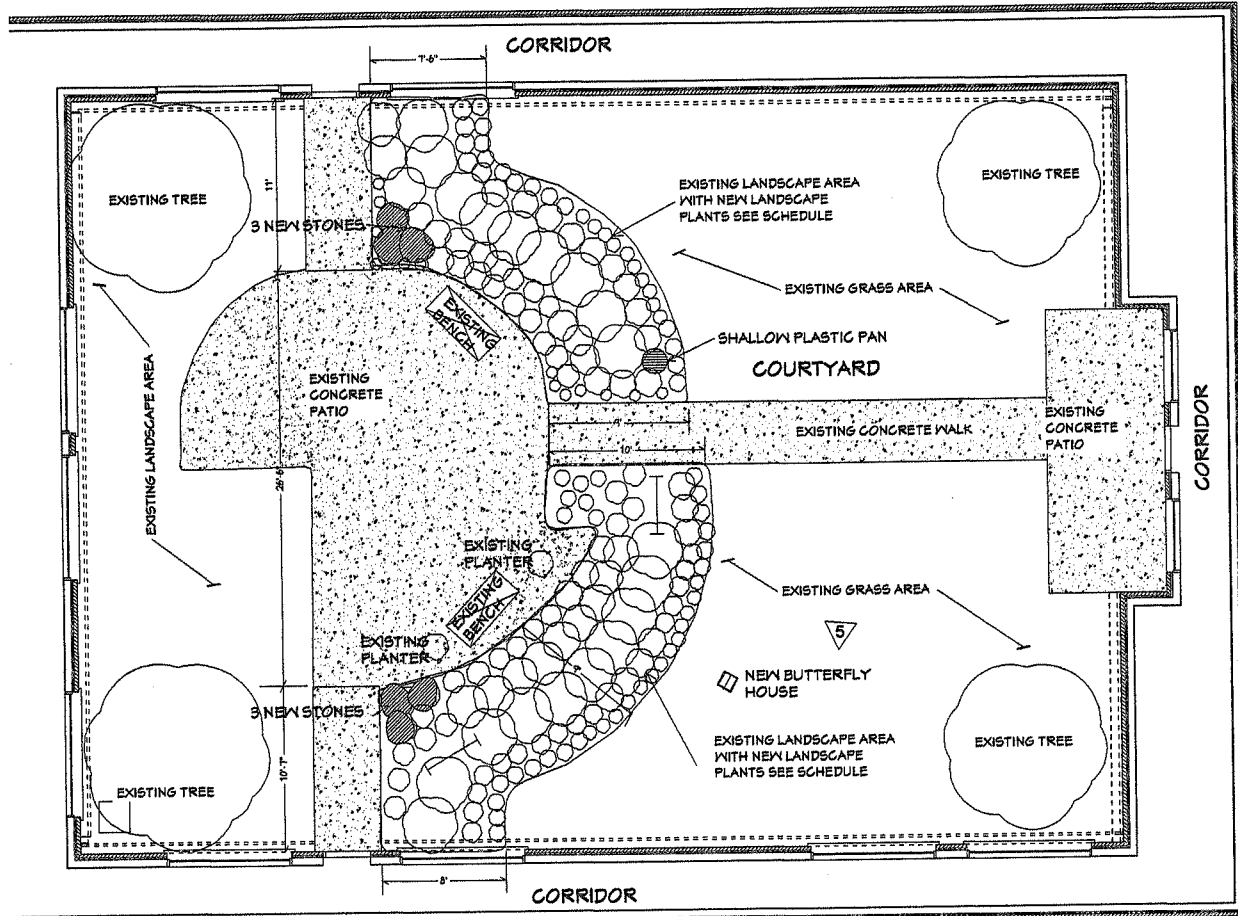 CORRIDOR
7'-6"
EXISTING TREE
11'
3 NEW STONES
EXISTING LANDSCAPE AREA
WITH NEW LANDSCAPE
PLANTS SEE SCHEDULE
EXISTING TREE
EXISTING GRASS AREA
EXISTING
BENCH
SHALLOW PLASTIC PAN
COURTYARD
EXISTING
CONCRETE
PATIO
EXISTING LANDSCAPE AREA
EXISTING CONCRETE WALK
EXISTING
CONCRETE
PATIO
CORRIDOR
10'
26'-6"
EXISTING
PLANTER
EXISTING
BENCH
EXISTING
PLANTER
EXISTING GRASS AREA
5
NEW BUTTERFLY
HOUSE
3 NEW STONES
EXISTING LANDSCAPE AREA
WITH NEW LANDSCAPE
PLANTS SEE SCHEDULE
EXISTING TREE
10'-7"
EXISTING TREE
8'
CORRIDOR